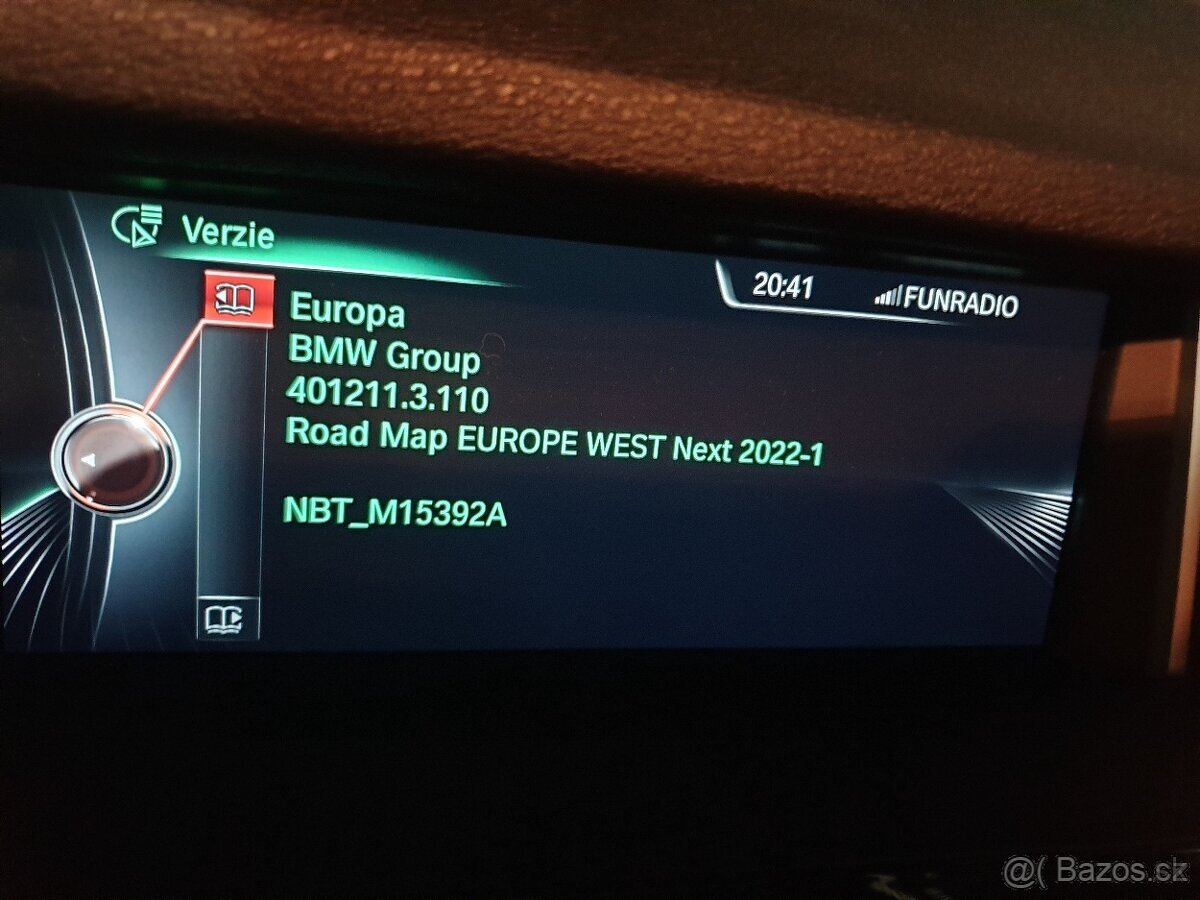 Verzie
20:41
FUNRADIO
Europa
BMW Group
401211.3.110
Road Map EUROPE WEST Next 2022-1
NBT_M15392A
@( Bazos.cz